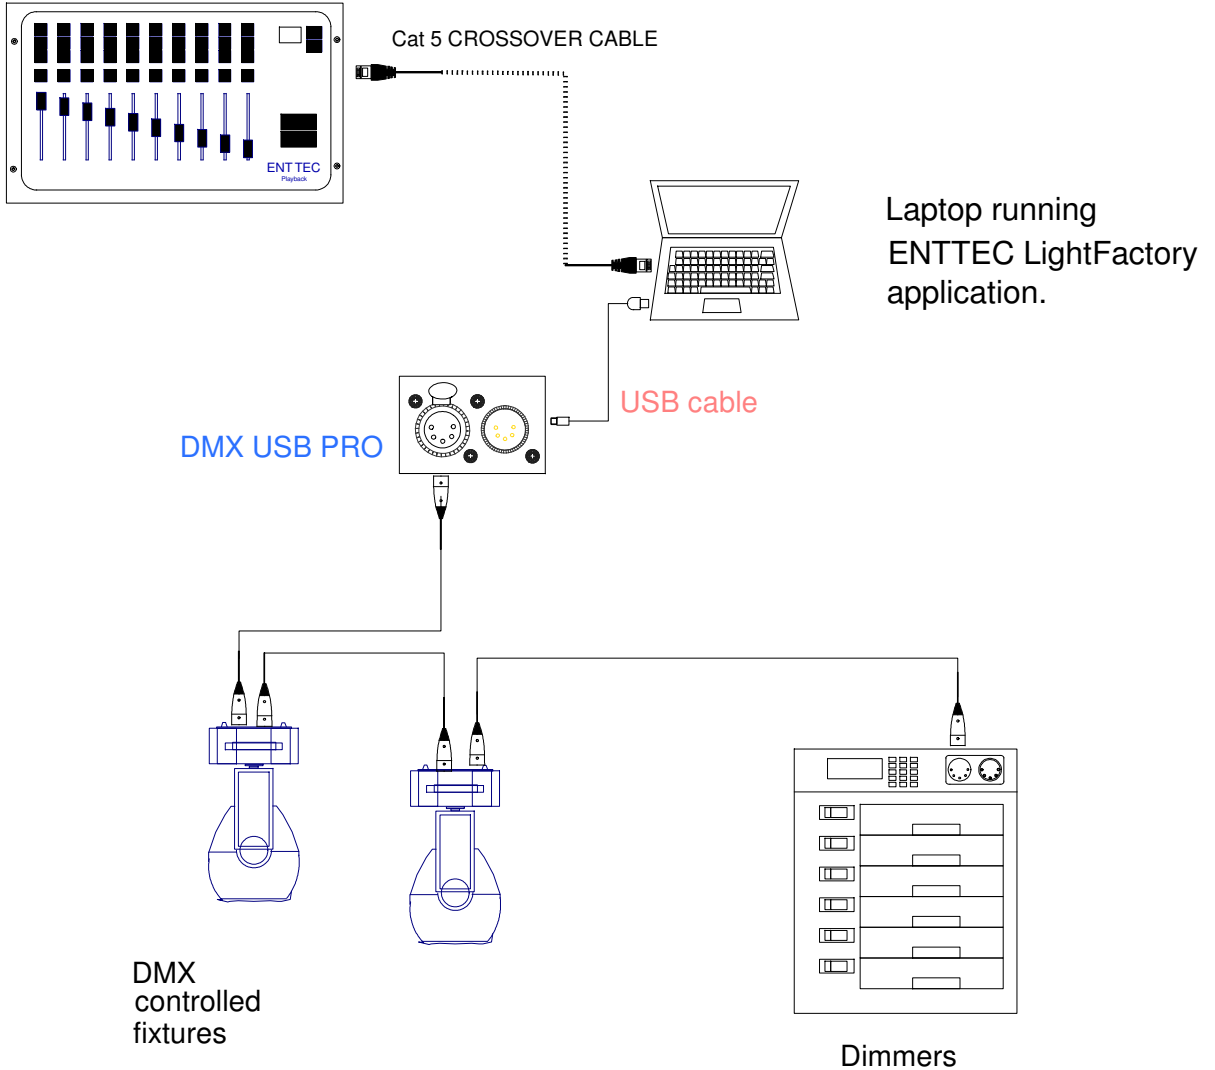 Cat 5 CROSSOVER CABLE
ENTTEC
Playback
Laptop running
ENTTEC LightFactory
application.
USB cable
DMX USB PRO
DMX
controlled
fixtures
Dimmers